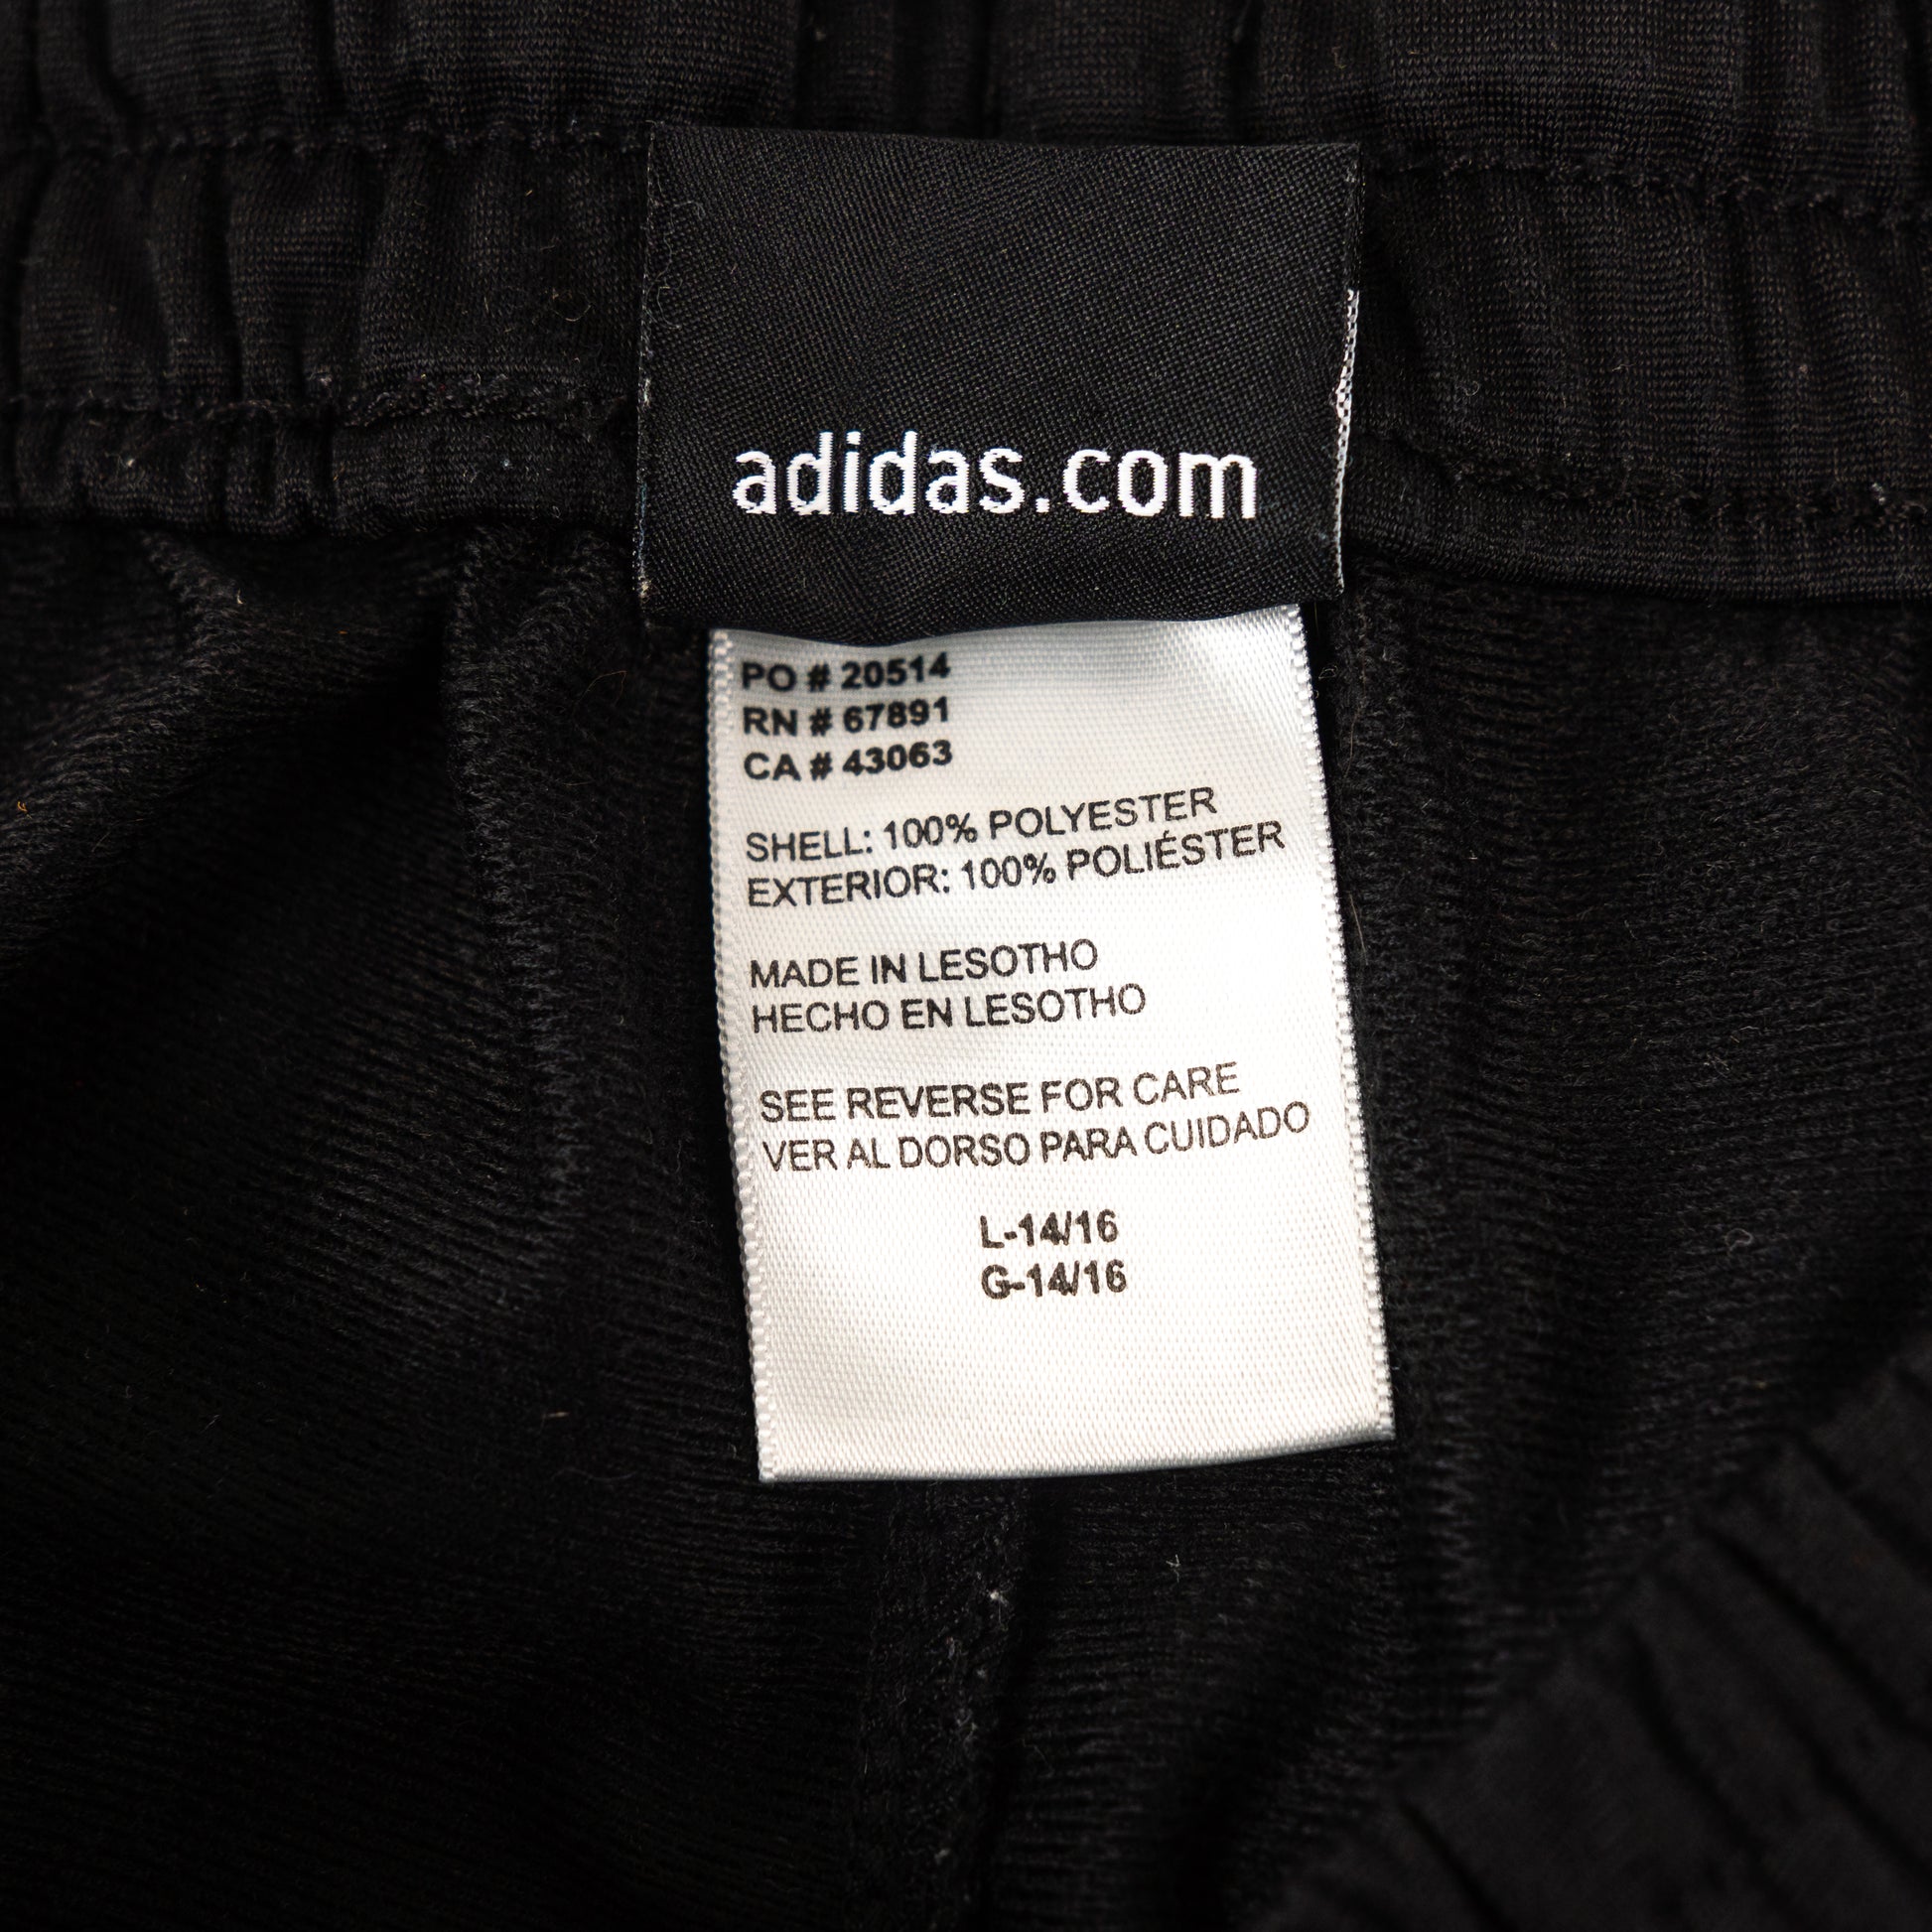 adidas.com
PO # 20514
RN # 67891
CA # 43063
SHELL: 100% POLYESTER
EXTERIOR: 100% POLIÉSTER
MADE IN LESOTHO
HECHO EN LESOTHO
SEE REVERSE FOR CARE
VER AL DORSO PARA CUIDADO
L-14/16
G-14/16